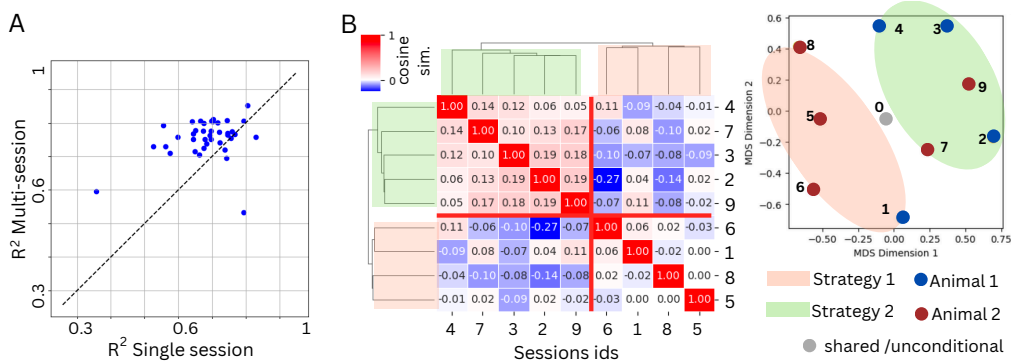 A
R² Multi-session
1
0.6
0.3
0.3
0.6
1
R² Single session
B
1
0
cosine
sim.
1.00 0.14 0.12 0.06 0.05 0.11 -0.09 -0.04 -0.01 4
0.14 1.00 0.10 0.13 0.17 -0.06 0.08 -0.10 0.02 7
0.12 0.10 1.00 0.19 0.18 -0.10 -0.07 -0.08 -0.09 3
0.06 0.13 0.19 1.00 0.19 -0.27 0.04 -0.14 0.02 2
0.05 0.17 0.18 0.19 1.00 -0.07 0.11 -0.08 -0.02 9
0.11 -0.06 -0.10 -0.27 -0.07 1.00 0.06 0.02 -0.03 6
-0.09 0.08 -0.07 0.04 0.11 0.06 1.00 -0.02 0.00 1
-0.04 -0.10 -0.08 -0.14 -0.08 0.02 -0.02 1.00 0.00 8
-0.01 0.02 -0.09 0.02 -0.02 -0.03 0.00 0.00 1.00 5
4 7 3 2 9 6 1 8 5
Sessions ids
MDS Dimension 2
0.6
0.4
0.2
0.0
-0.2
-0.4
-0.6
8
4
3
9
0
5
2
7
6
1
-0.50 -0.25 0.00 0.25 0.50 0.75
MDS Dimension 1
Strategy 1
Animal 1
Strategy 2
Animal 2
shared /unconditional